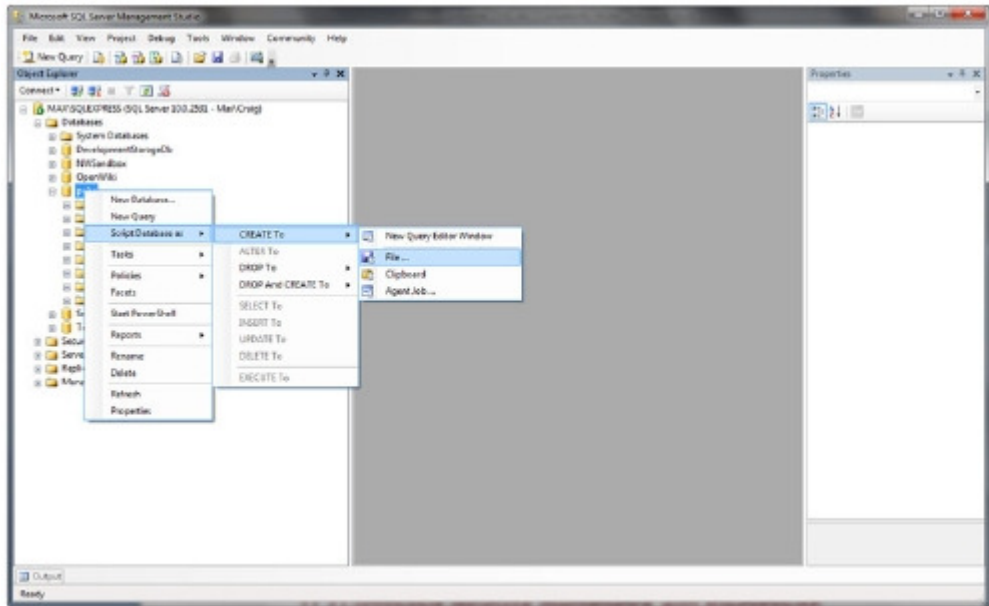 Microsoft SQL Server Management Studio
File Edit View Project Debug Tools Window Community Help
New Query
Object Explorer
Connect
MAX\SQLEXPRESS (SQL Server 10.0.2531 - Max\Craig)
Databases
System Databases
DevelopmentStorageDb
NWSandbox
OpenWiki
New Database...
New Query
Script Database as
Tasks
Policies
Facets
Start PowerShell
Reports
Rename
Delete
Refresh
Properties
CREATE To
ALTER To
DROP To
DROP And CREATE To
SELECT To
INSERT To
UPDATE To
DELETE To
EXECUTE To
New Query Editor Window
File ...
Clipboard
Agent Job ...
Secu
Serve
Repli
Mana
Properties
Output
Ready